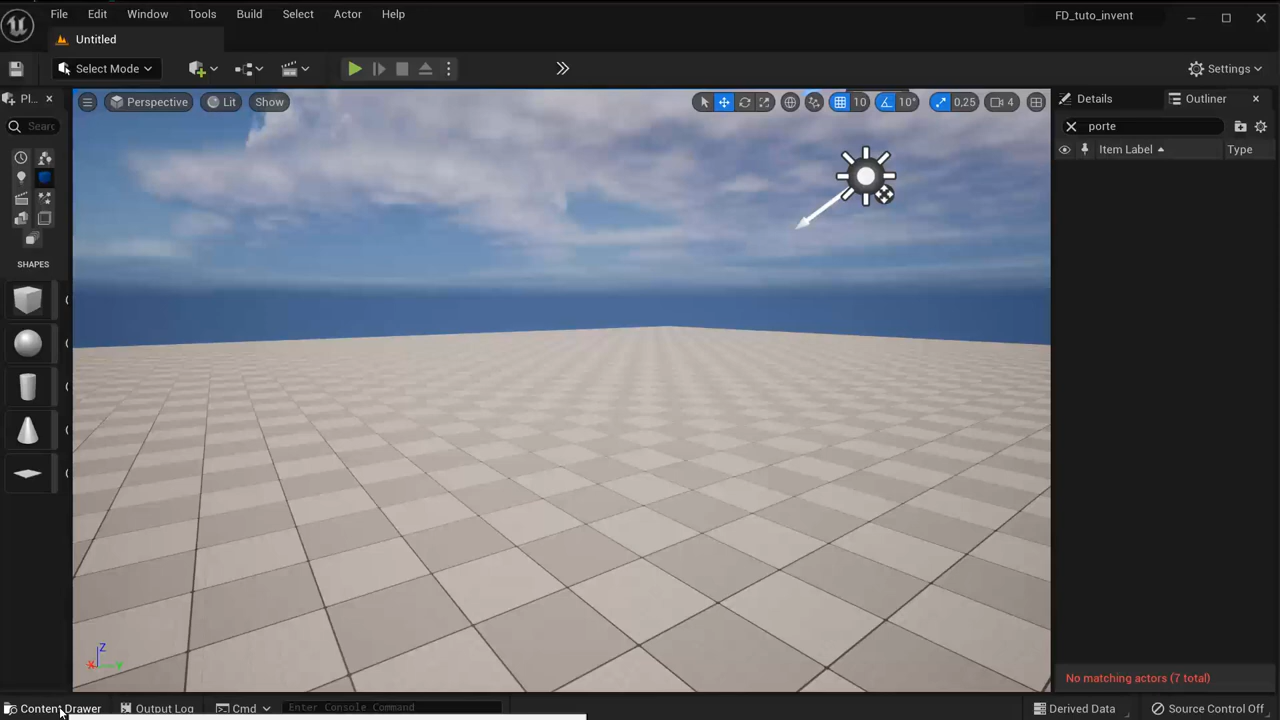 File Edit Window Tools Build Select Actor Help
FD_tuto_invent
Untitled
Select Mode
Settings
Pl...
Perspective
Lit
Show
10
10°
0,25
4
Details
Outliner
Searc
porte
Item Label
Type
SHAPES
No matching actors (7 total)
Content Drawer
Output Log
Cmd
Enter Console Command
Derived Data
Source Control Off
Z
X
Y